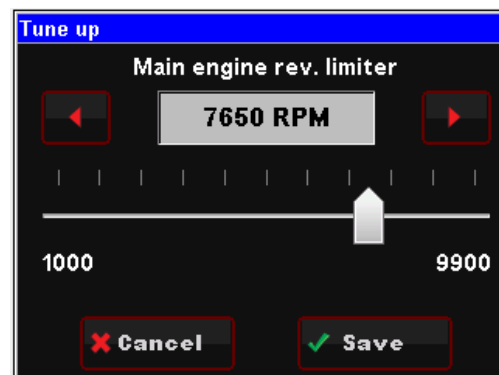 Tune up
Main engine rev. limiter
7650 RPM
1000 9900
Cancel Save